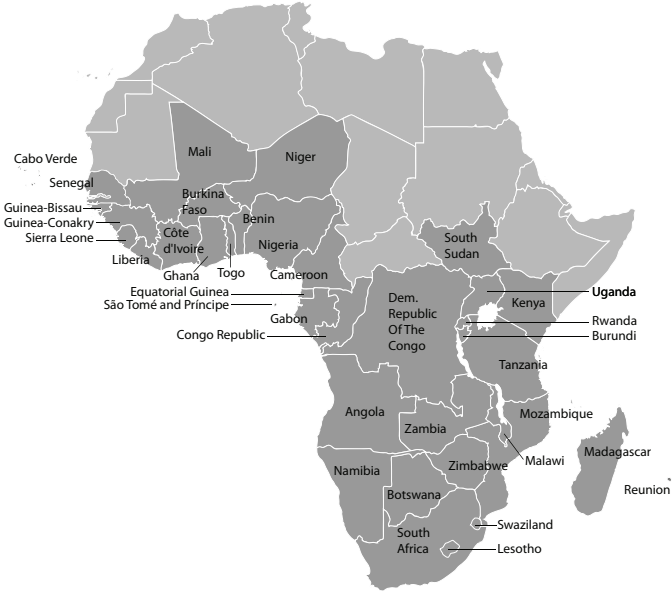 Mali
Niger
Cabo Verde
Senegal
Burkina
Faso
Guinea-Bissau
Guinea-Conakry
Sierra Leone
Benin
Côte
d'Ivoire
Nigeria
Liberia
Ghana
Togo
Cameroon
South
Sudan
Equatorial Guinea
São Tomé and Príncipe
Gabon
Congo Republic
Dem.
Republic
Of The
Congo
Uganda
Kenya
Rwanda
Burundi
Tanzania
Angola
Zambia
Mozambique
Malawi
Madagascar
Reunion
Namibia
Zimbabwe
Botswana
South
Africa
Swaziland
Lesotho